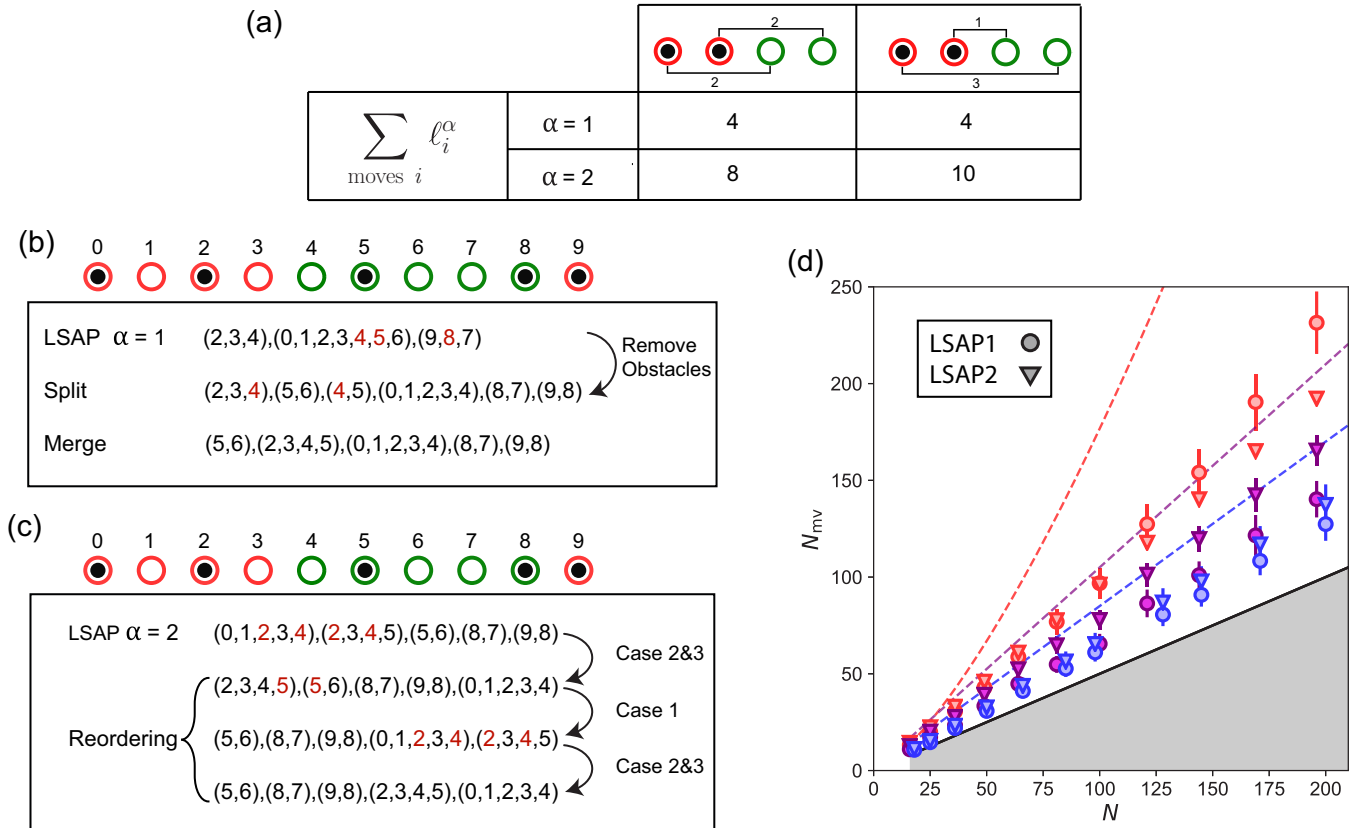 (a)
2
1
2
3
∑ ℓᵢ^α
moves i
α = 1
4
4
α = 2
8
10
(b)
0 1 2 3 4 5 6 7 8 9
LSAP α = 1 (2,3,4),(0,1,2,3,4,5,6),(9,8,7)
Remove
Obstacles
Split (2,3,4),(5,6),(4,5),(0,1,2,3,4),(8,7),(9,8)
Merge (5,6),(2,3,4,5),(0,1,2,3,4),(8,7),(9,8)
(c)
0 1 2 3 4 5 6 7 8 9
LSAP α = 2 (0,1,2,3,4),(2,3,4,5),(5,6),(8,7),(9,8)
Case 2&3
(2,3,4,5),(5,6),(8,7),(9,8),(0,1,2,3,4)
Case 1
Reordering
(5,6),(8,7),(9,8),(0,1,2,3,4),(2,3,4,5)
Case 2&3
(5,6),(8,7),(9,8),(2,3,4,5),(0,1,2,3,4)
(d)
250
200
150
100
50
0
N_mv
LSAP1
LSAP2
0 25 50 75 100 125 150 175 200
N